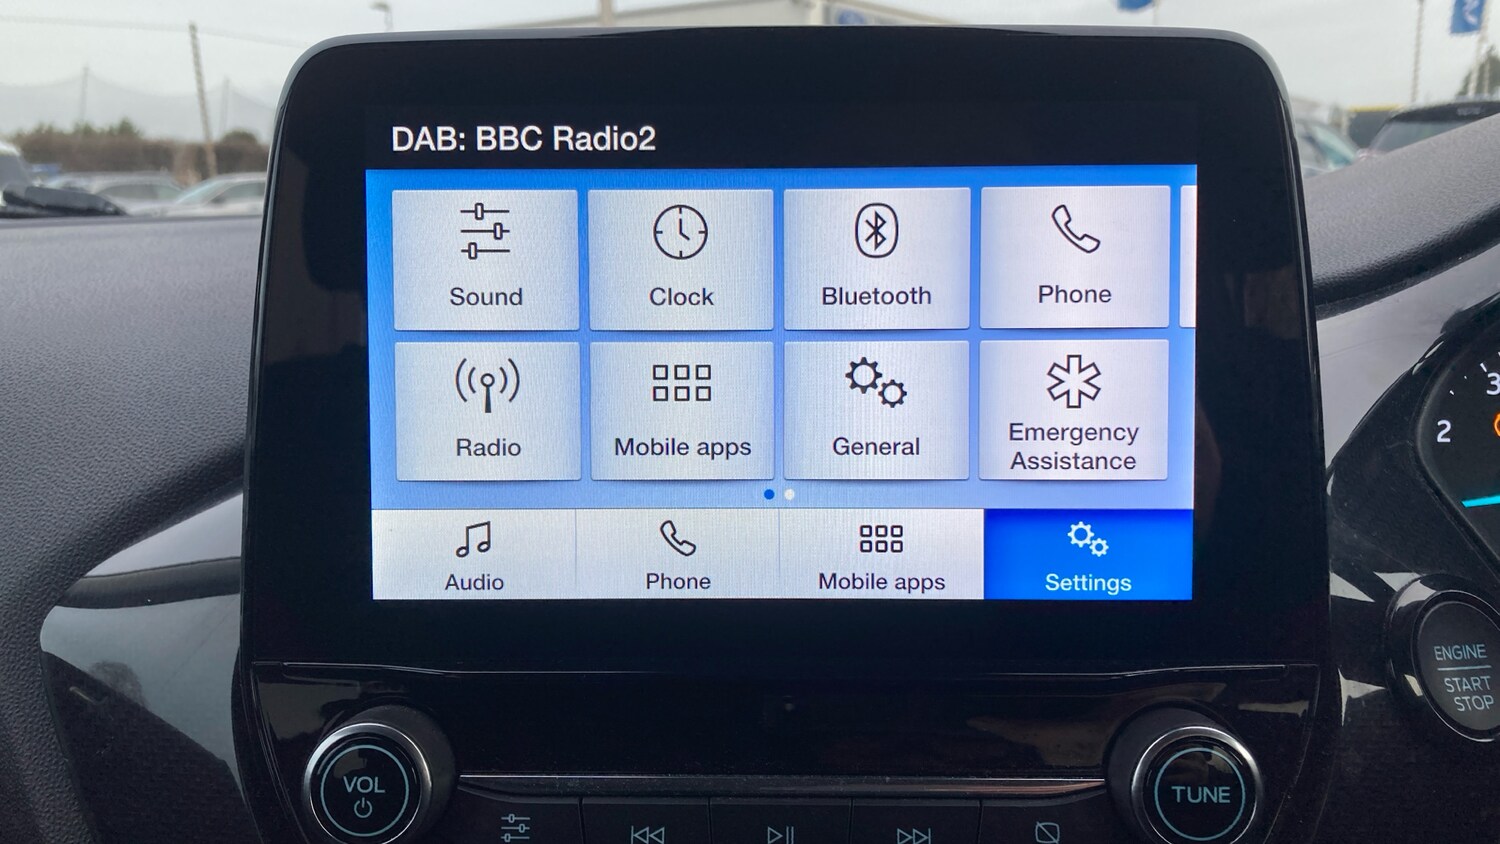 DAB: BBC Radio2
Sound
Clock
Bluetooth
Phone
Radio
Mobile apps
General
Emergency
Assistance
Audio
Phone
Mobile apps
Settings
3
2
ENGINE
START
STOP
VOL
TUNE